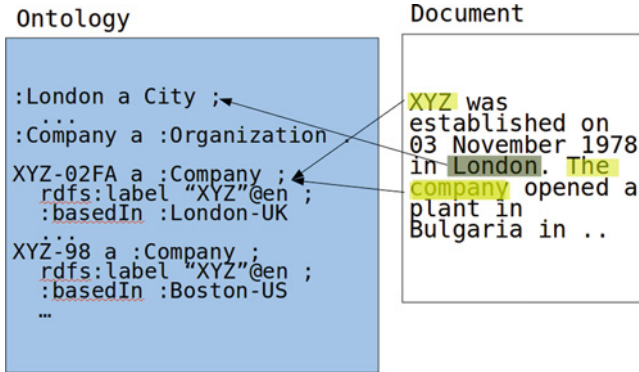 Ontology
:London a City ;
...
:Company a :Organization .
XYZ-02FA a :Company ;
rdfs:label “XYZ”@en ;
:basedIn :London-UK
...
XYZ-98 a :Company ;
rdfs:label “XYZ”@en ;
:basedIn :Boston-US
…
Document
XYZ was
established on
03 November 1978
in London. The
company opened a
plant in
Bulgaria in ..